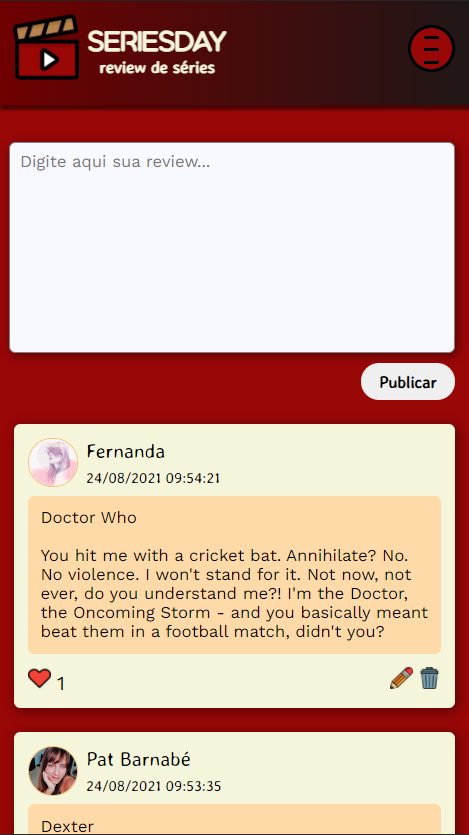 SERIESDAY
review de séries
Digite aqui sua review...
Publicar
Fernanda
24/08/2021 09:54:21
Doctor Who
You hit me with a cricket bat. Annihilate? No.
No violence. I won't stand for it. Not now, not
ever, do you understand me?! I'm the Doctor,
the Oncoming Storm - and you basically meant
beat them in a football match, didn't you?
1
Pat Barnabé
24/08/2021 09:53:35
Dexter